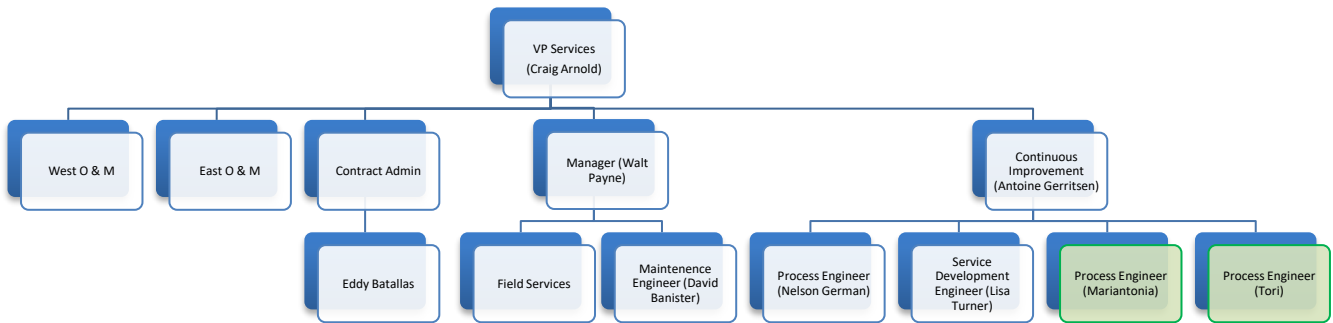 VP Services
(Craig Arnold)
West O & M
East O & M
Contract Admin
Manager (Walt
Payne)
Continuous
Improvement
(Antoine Gerritsen)
Eddy Batallas
Field Services
Maintenence
Engineer (David
Banister)
Process Engineer
(Nelson German)
Service
Development
Engineer (Lisa
Turner)
Process Engineer
(Mariantonia)
Process Engineer
(Tori)